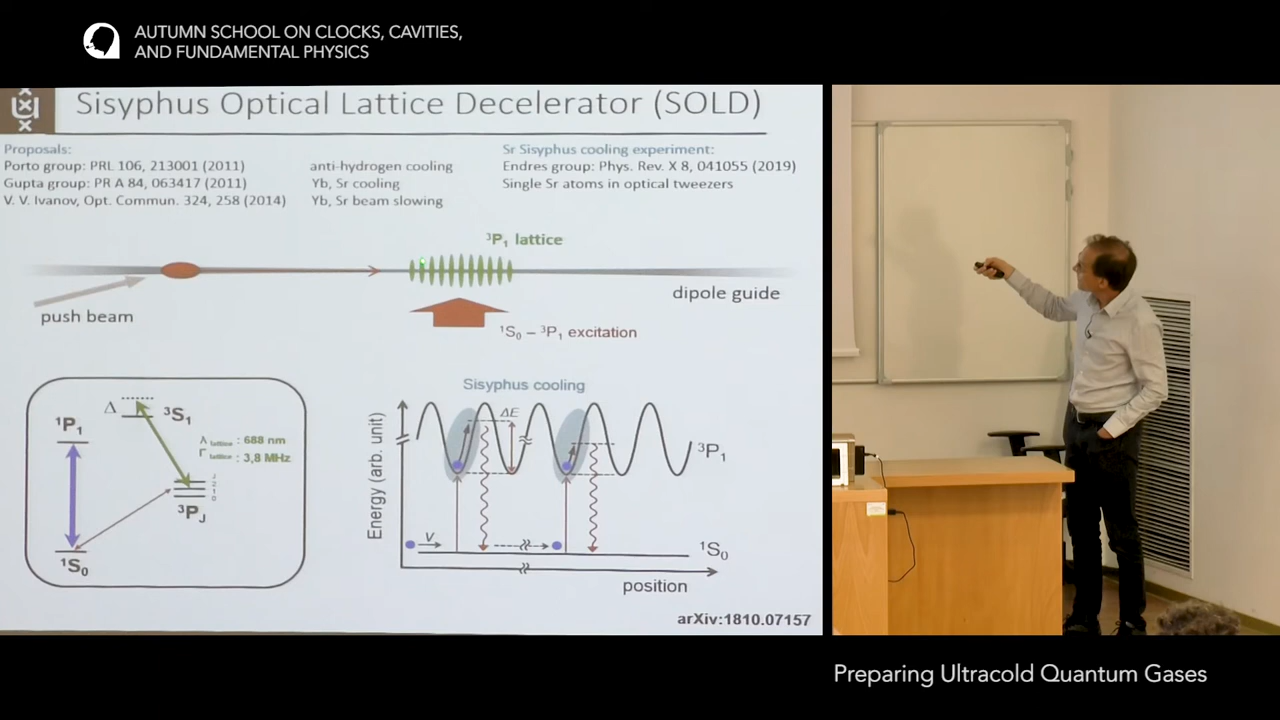 AUTUMN SCHOOL ON CLOCKS, CAVITIES,
AND FUNDAMENTAL PHYSICS
Sisyphus Optical Lattice Decelerator (SOLD)
Proposals:
Porto group: PRL 106, 213001 (2011) anti-hydrogen cooling
Gupta group: PR A 84, 063417 (2011) Yb, Sr cooling
V. V. Ivanov, Opt. Commun. 324, 258 (2014) Yb, Sr beam slowing
Sr Sisyphus cooling experiment:
Endres group: Phys. Rev. X 8, 041055 (2019)
Single Sr atoms in optical tweezers
³P₁ lattice
push beam
dipole guide
¹S₀ – ³P₁ excitation
Δ
³S₁
¹P₁
λ lattice : 688 nm
Γ lattice : 3,8 MHz
J
2
1
0
³P_J
¹S₀
Sisyphus cooling
Energy (arb. unit)
ΔE
³P₁
V
¹S₀
position
arXiv:1810.07157
Preparing Ultracold Quantum Gases